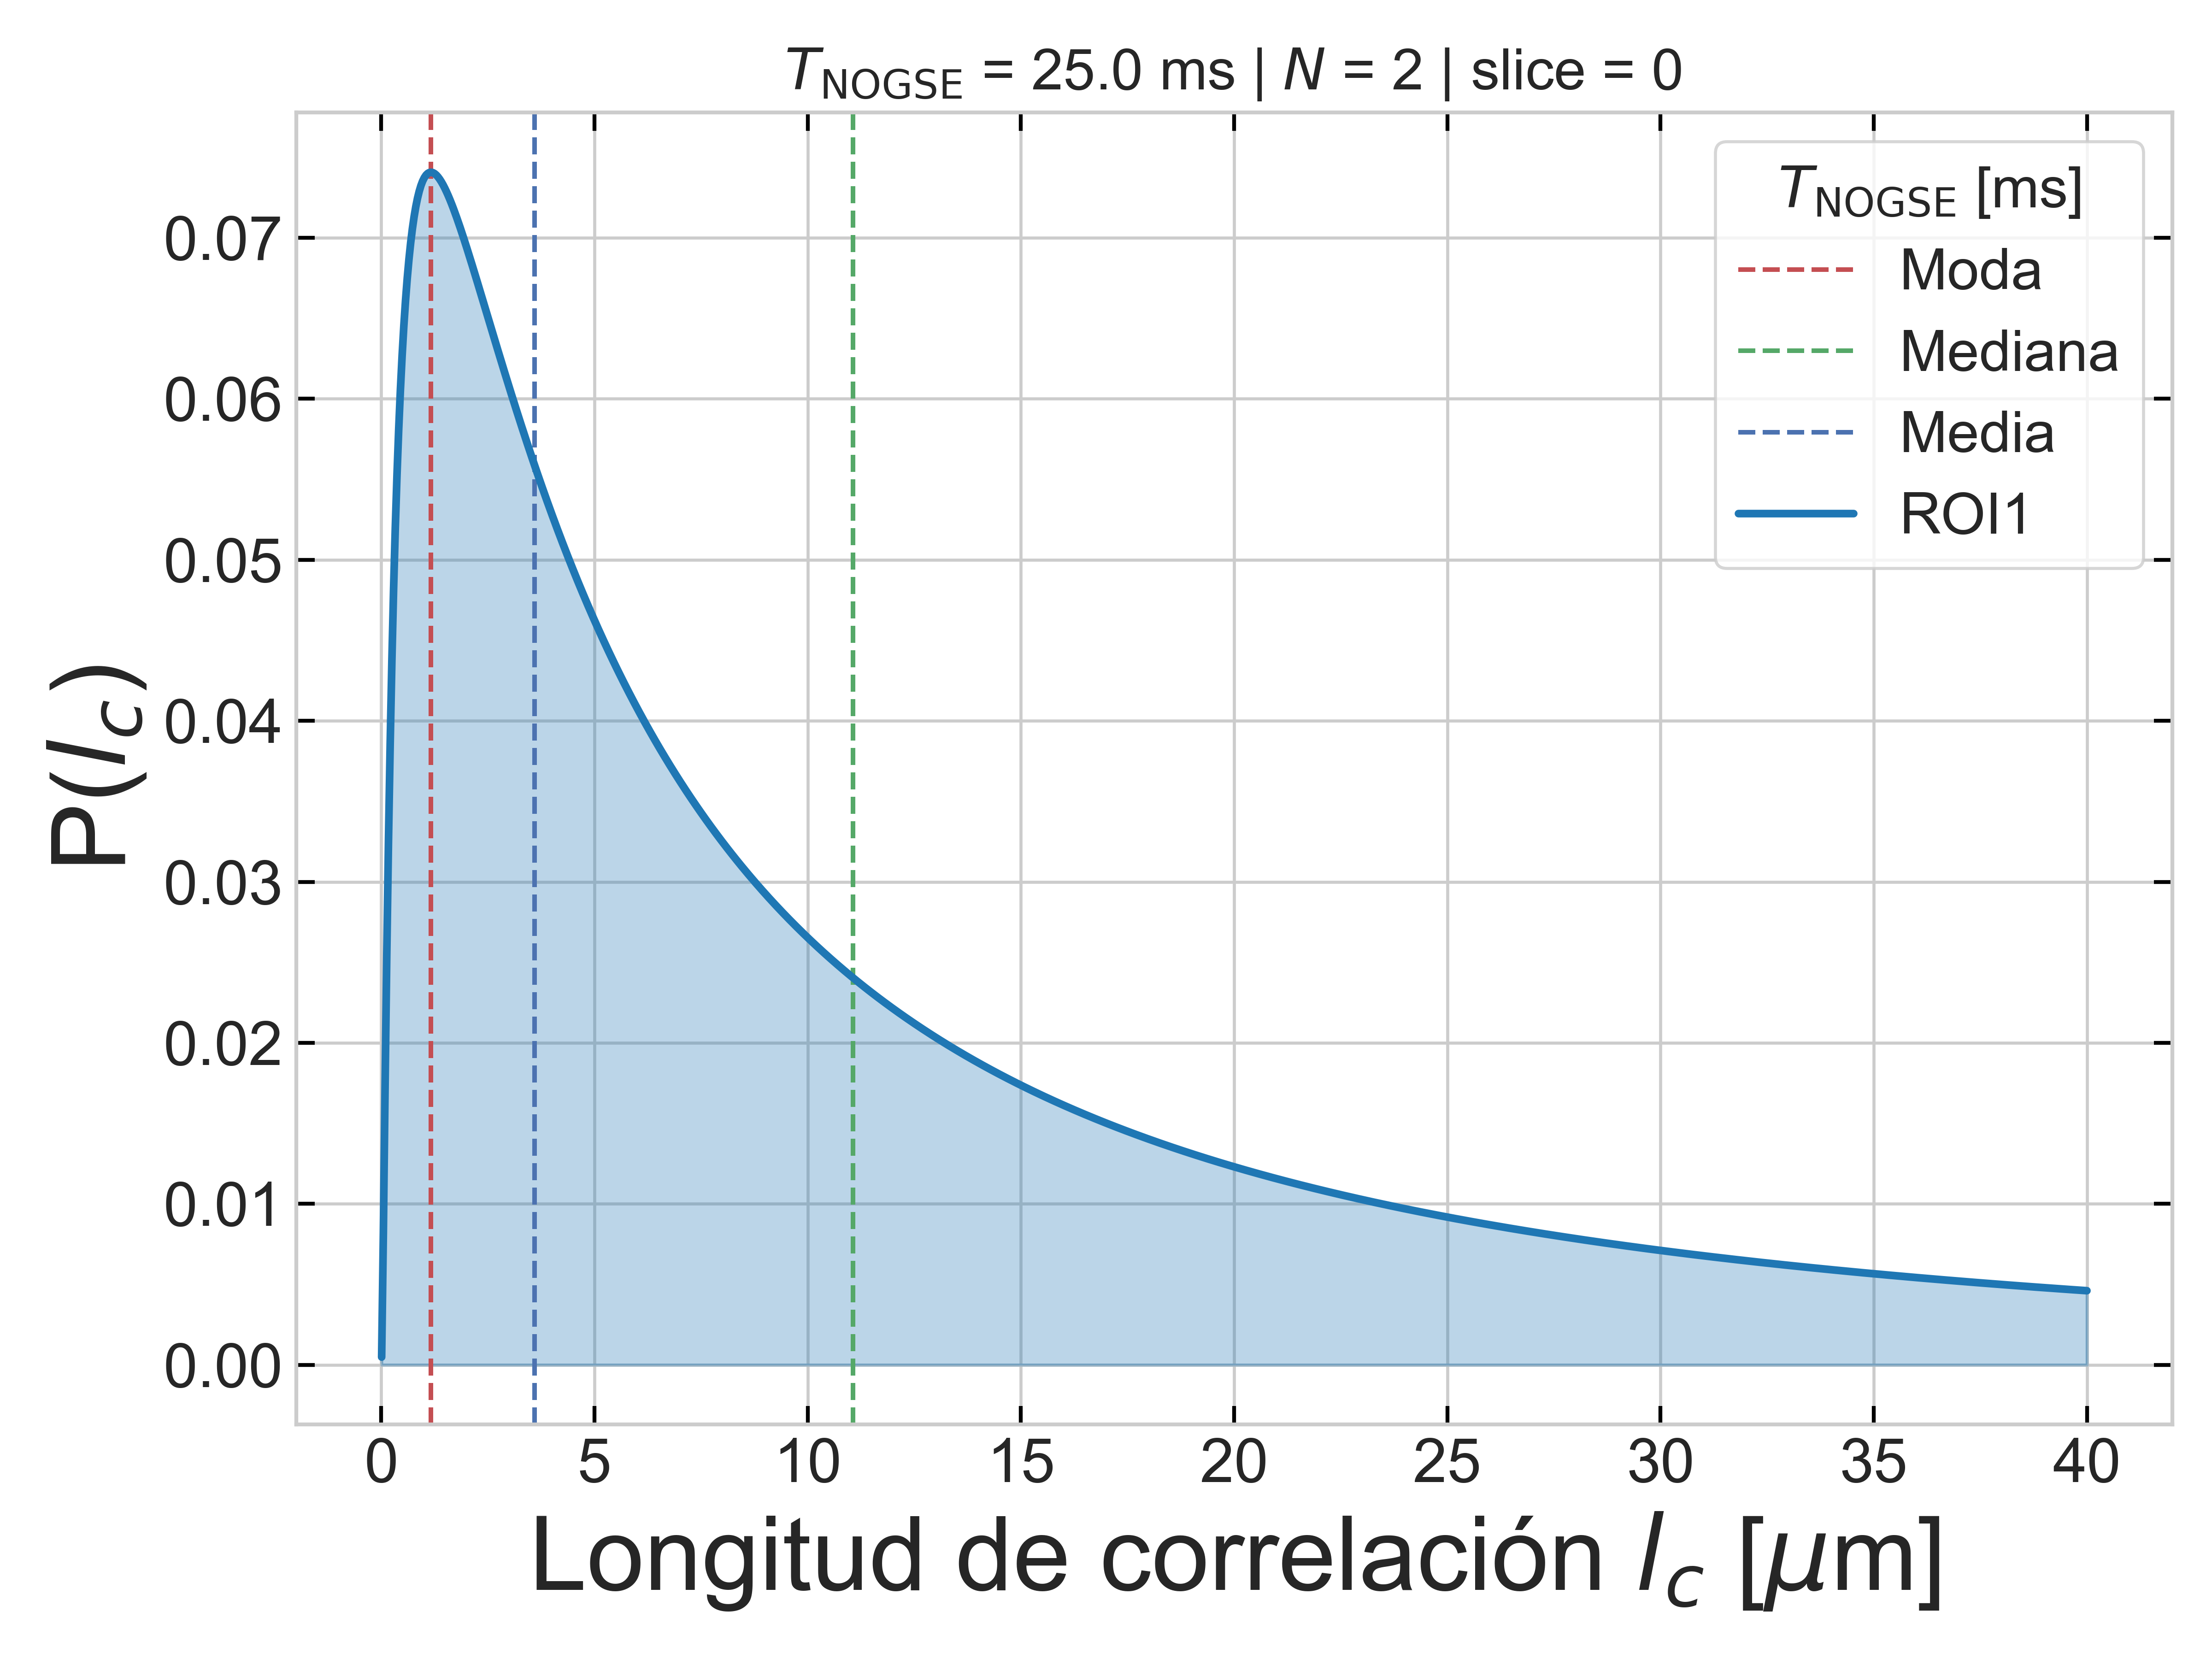 T_NOGSE = 25.0 ms | N = 2 | slice = 0
T_NOGSE [ms]
Moda
Mediana
Media
ROI1
P(l_c)
0.07
0.06
0.05
0.04
0.03
0.02
0.01
0.00
0 5 10 15 20 25 30 35 40
Longitud de correlación l_c [μm]